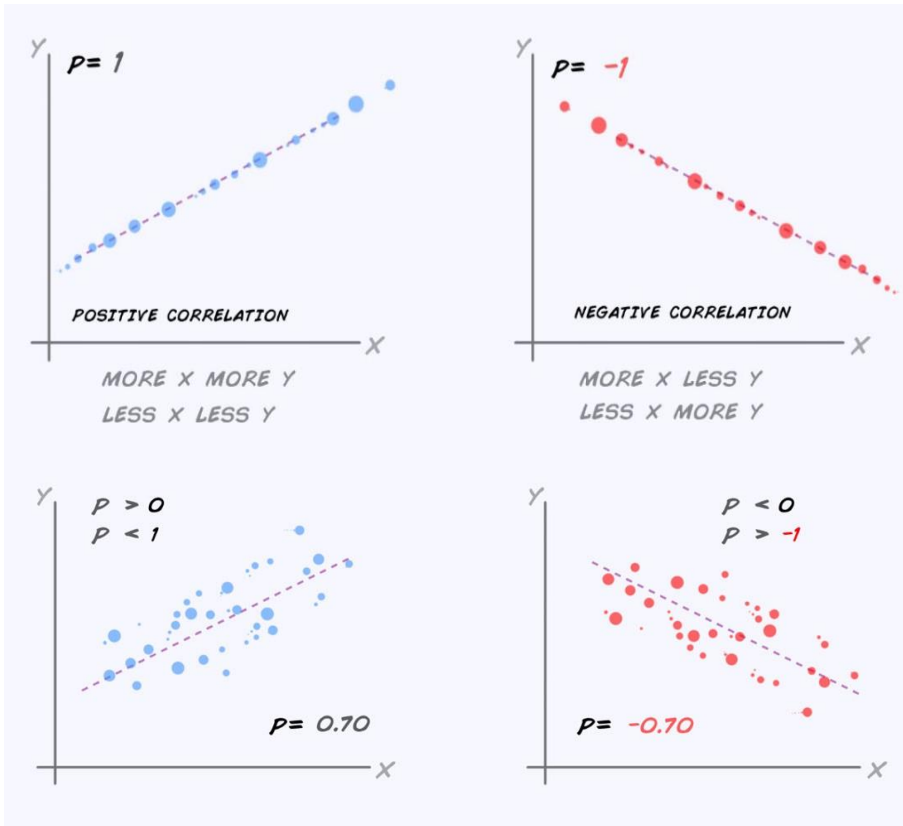 Y
P= 1
POSITIVE CORRELATION
X
MORE X MORE Y
LESS X LESS Y
Y
P= -1
NEGATIVE CORRELATION
X
MORE X LESS Y
LESS X MORE Y
Y
P > 0
P < 1
P= 0.70
X
Y
P < 0
P > -1
P= -0.70
X